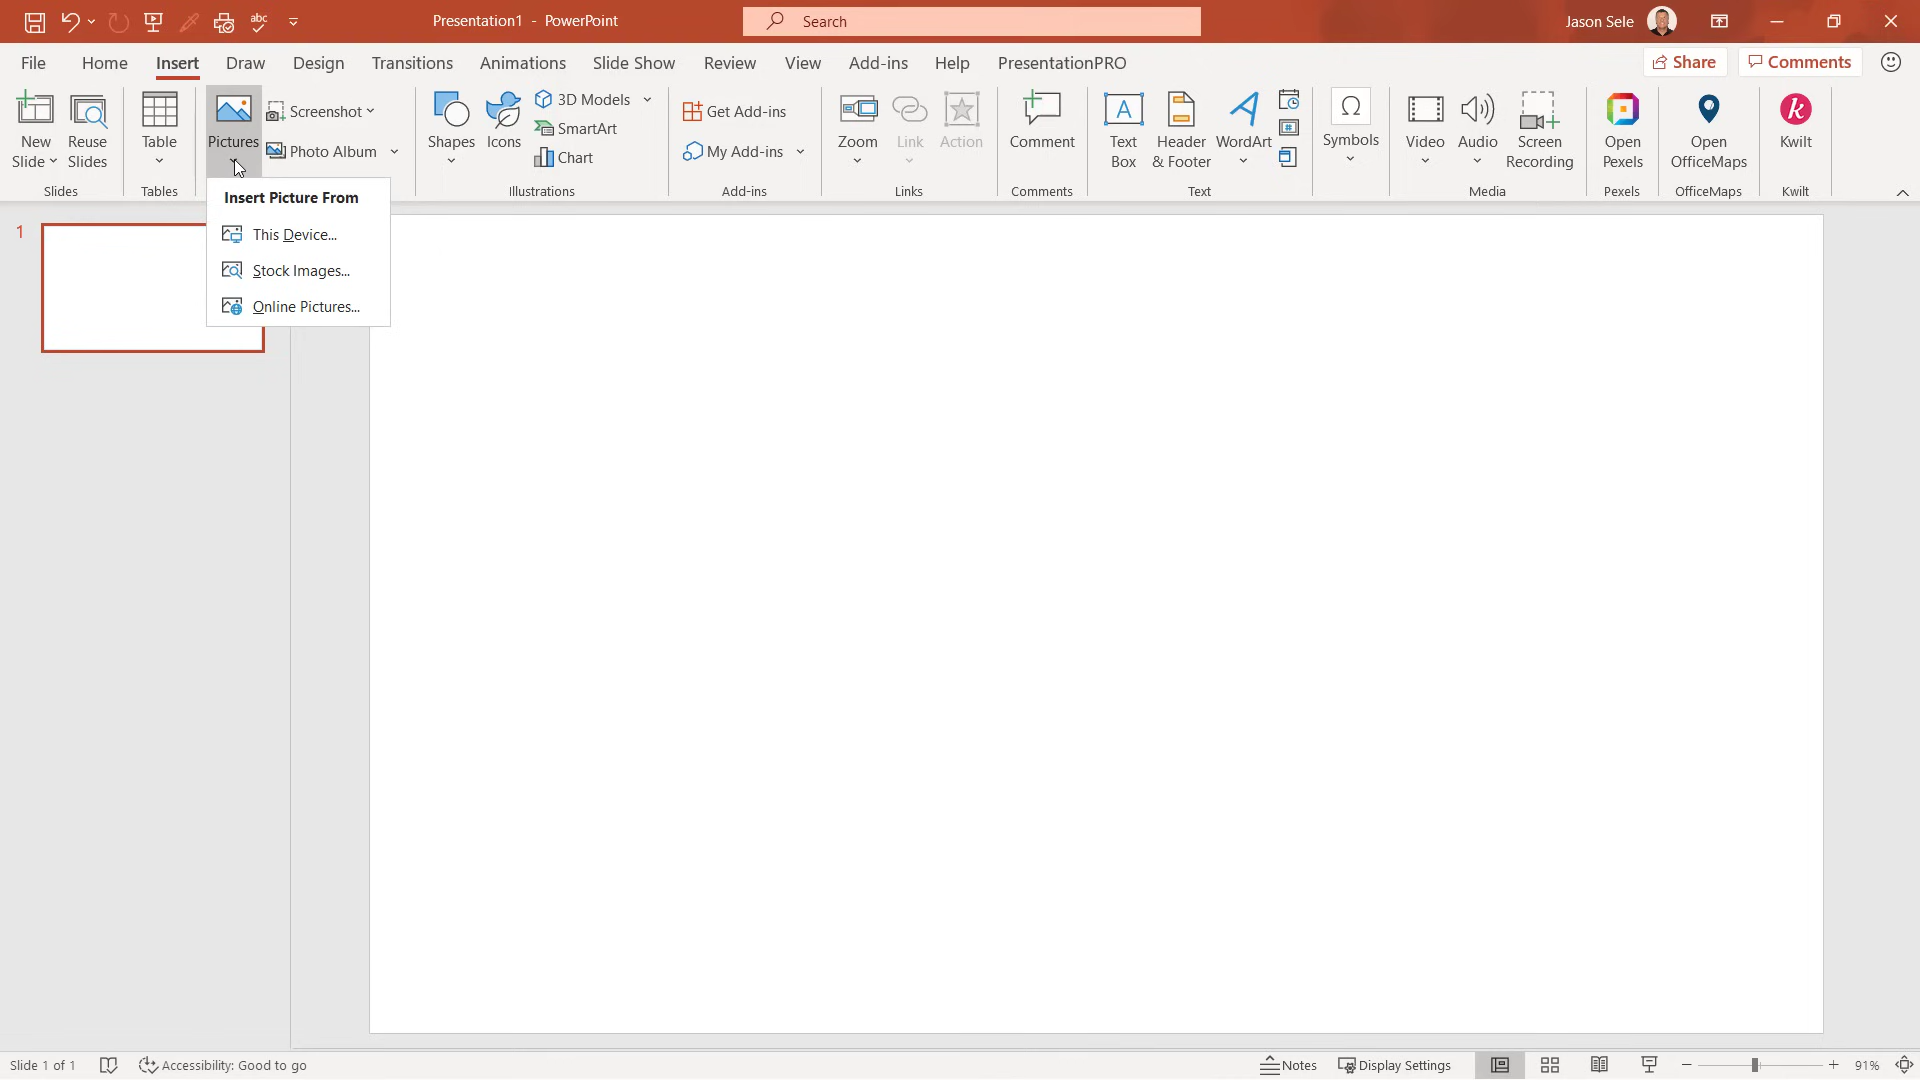 Presentation1 - PowerPoint
Search
Jason Sele
File Home Insert Draw Design Transitions Animations Slide Show Review View Add-ins Help PresentationPRO Share Comments
New Slide
Reuse Slides
Slides
Table
Tables
Pictures
Screenshot
Photo Album
Shapes
Icons
3D Models
SmartArt
Chart
Illustrations
Get Add-ins
My Add-ins
Add-ins
Zoom
Link
Action
Links
Comment
Comments
Text Box
Header & Footer
WordArt
Text
Ω
Symbols
Video
Audio
Screen Recording
Media
Open Pexels
Pexels
Open OfficeMaps
OfficeMaps
Kwilt
Kwilt
Insert Picture From
This Device...
Stock Images...
Online Pictures...
1
Slide 1 of 1
Accessibility: Good to go
Notes
Display Settings
91%